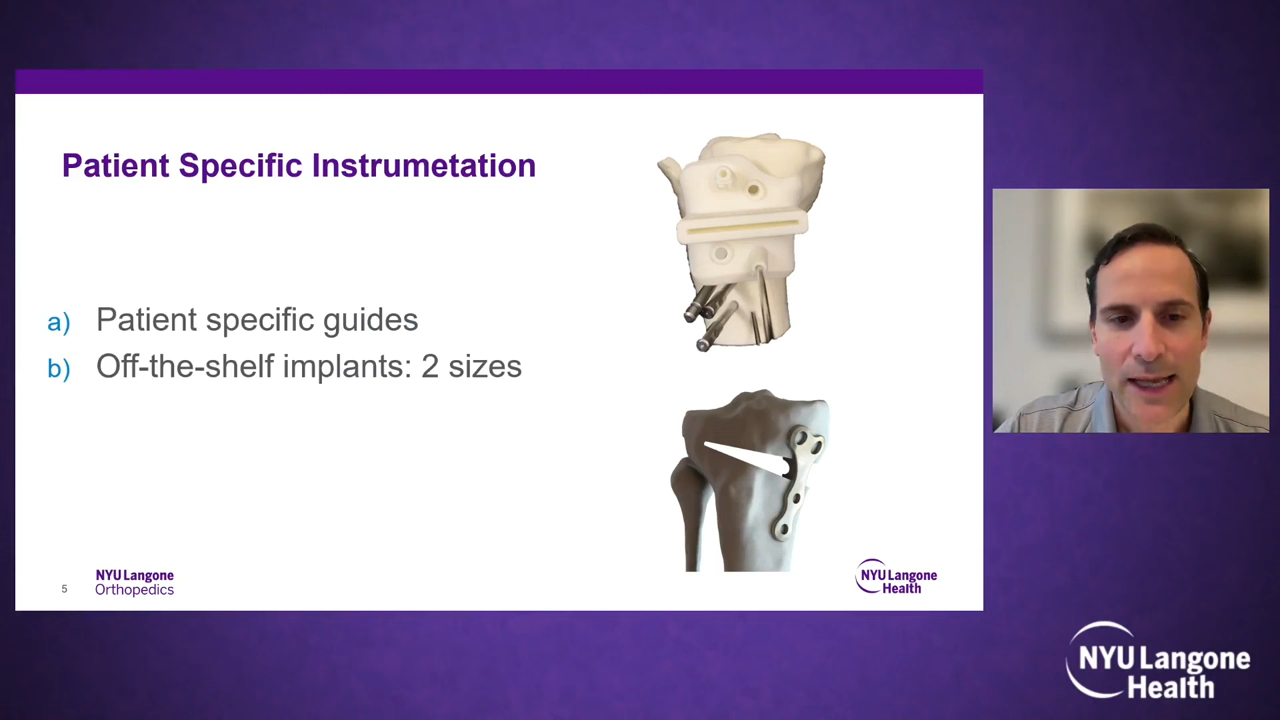 Patient Specific Instrumetation
a) Patient specific guides
b) Off-the-shelf implants: 2 sizes
5
NYU Langone
Orthopedics
NYU Langone
Health
NYU Langone
Health